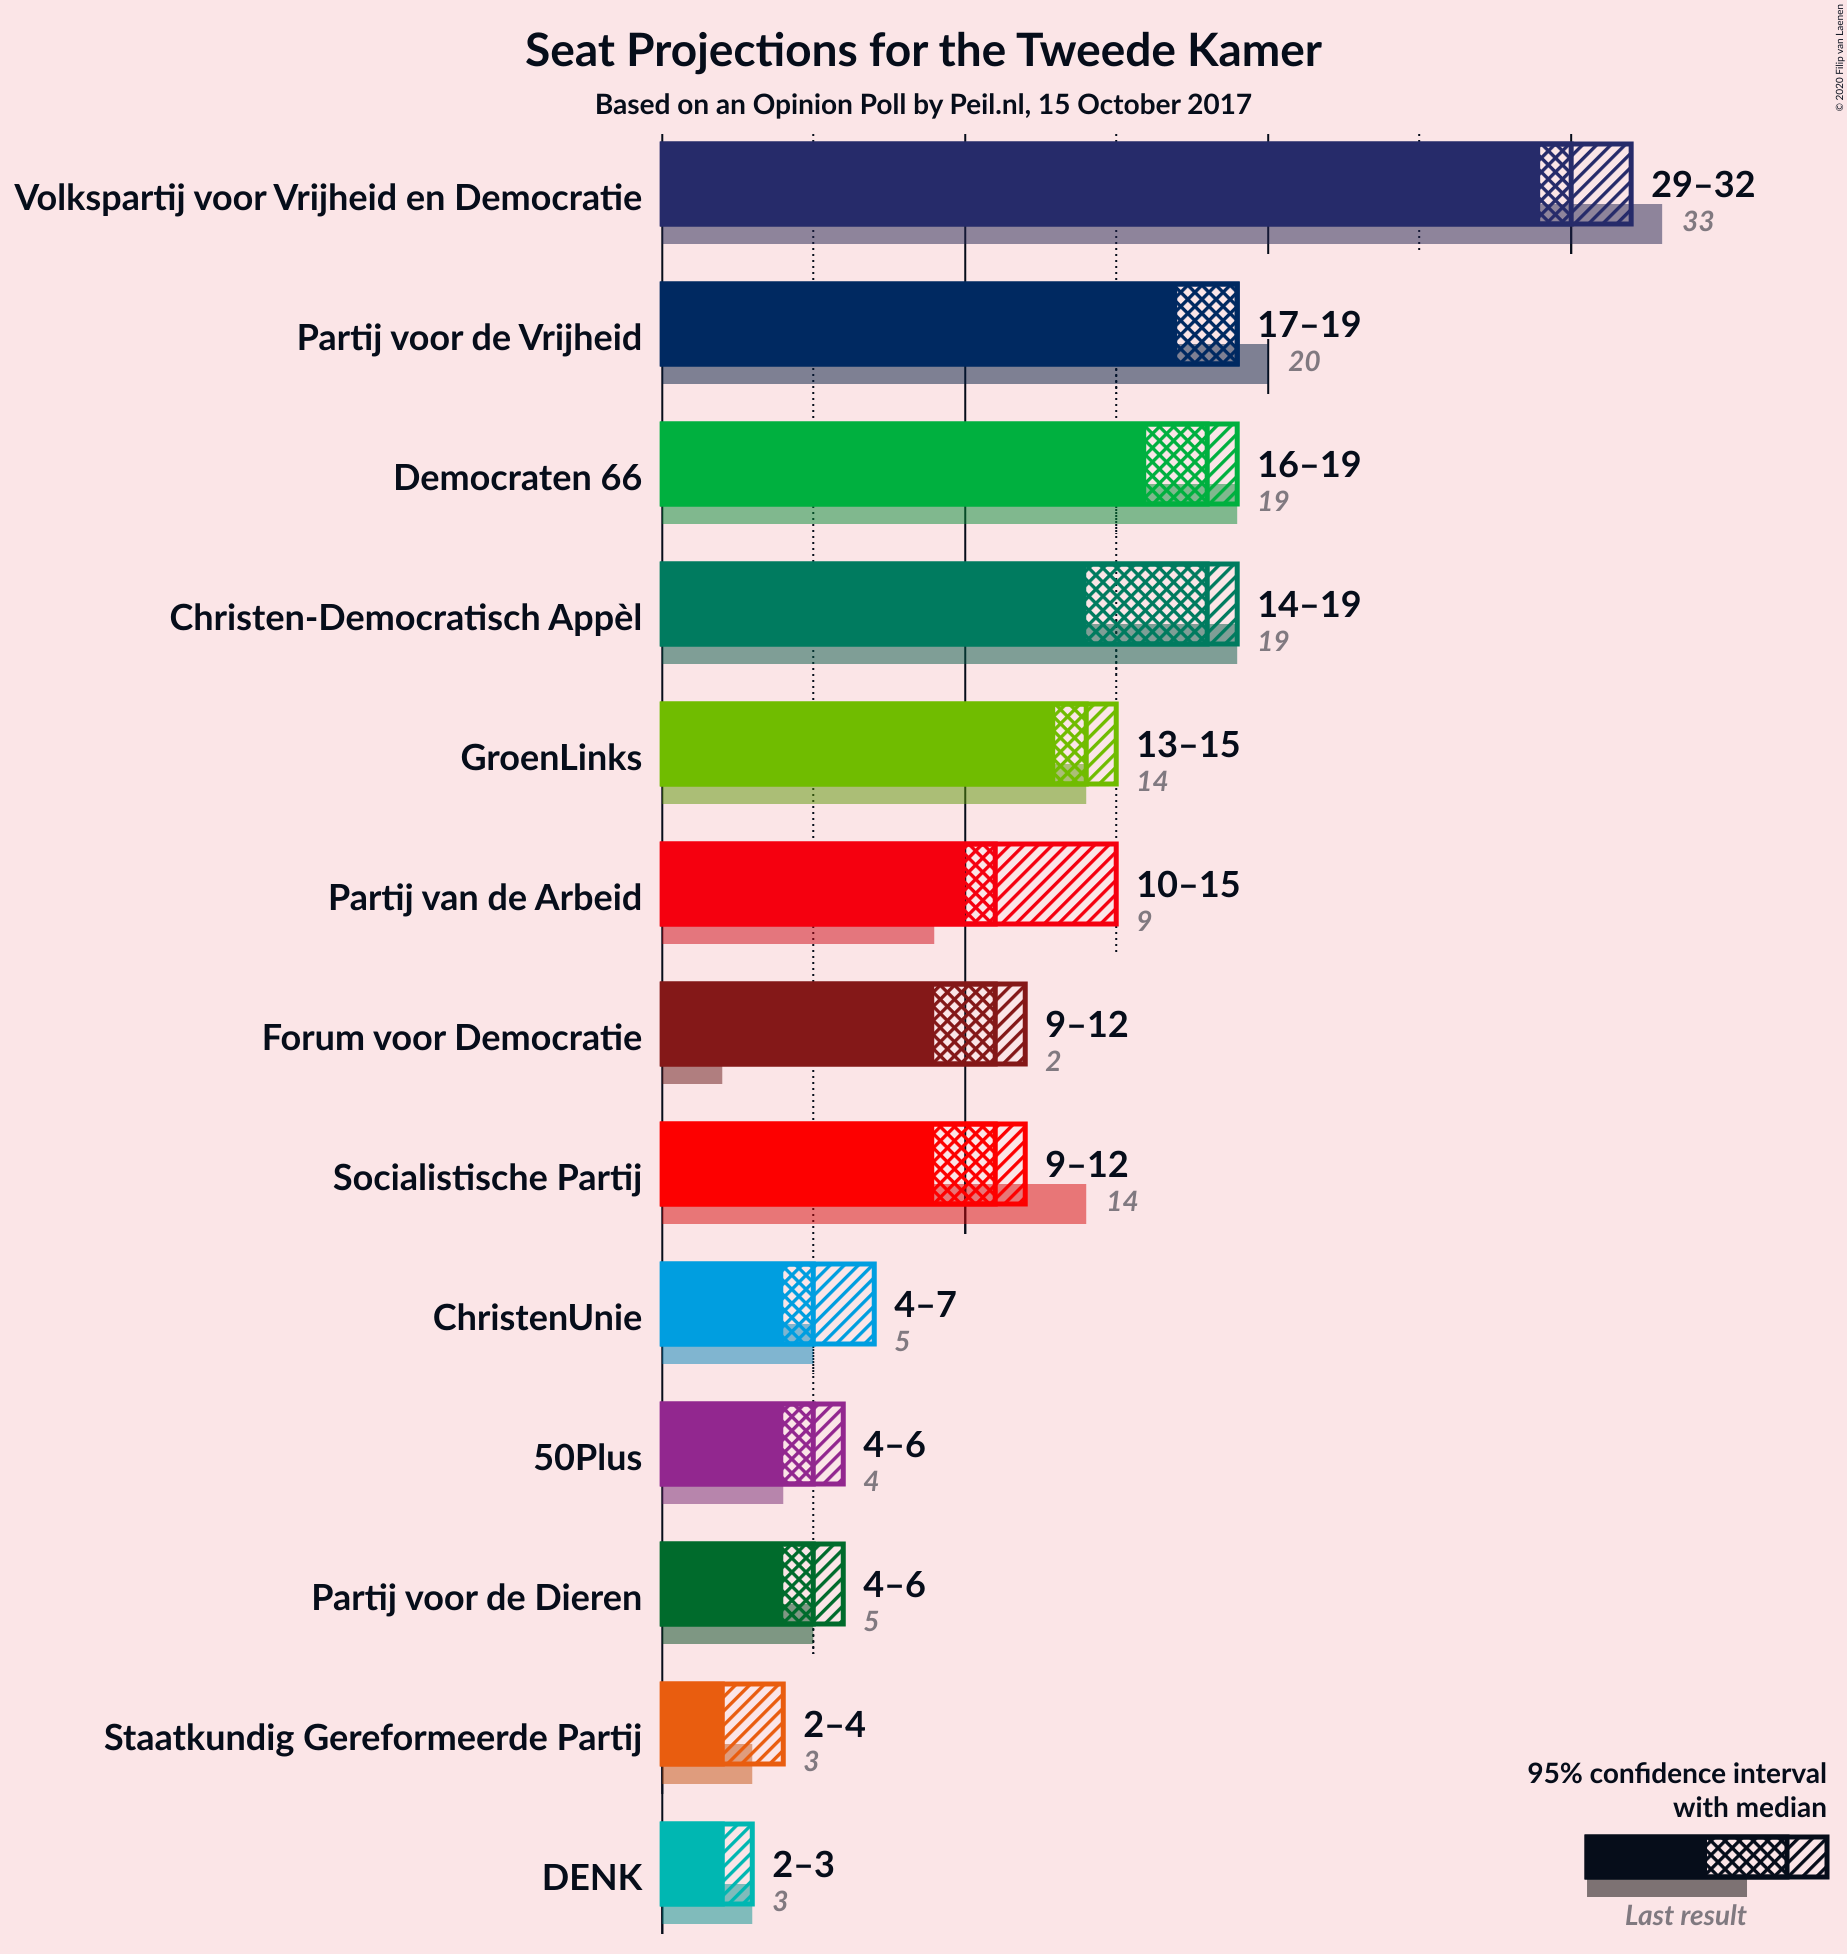 Seat Projections for the Tweede Kamer
Based on an Opinion Poll by Peil.nl, 15 October 2017
© 2020 Filip van Laenen
Volkspartij voor Vrijheid en Democratie
29–32
33
Partij voor de Vrijheid
17–19
20
Democraten 66
16–19
19
Christen-Democratisch Appèl
14–19
19
GroenLinks
13–15
14
Partij van de Arbeid
10–15
9
Forum voor Democratie
9–12
2
Socialistische Partij
9–12
14
ChristenUnie
4–7
5
50Plus
4–6
4
Partij voor de Dieren
4–6
5
Staatkundig Gereformeerde Partij
2–4
3
DENK
2–3
3
95% confidence interval
with median
Last result